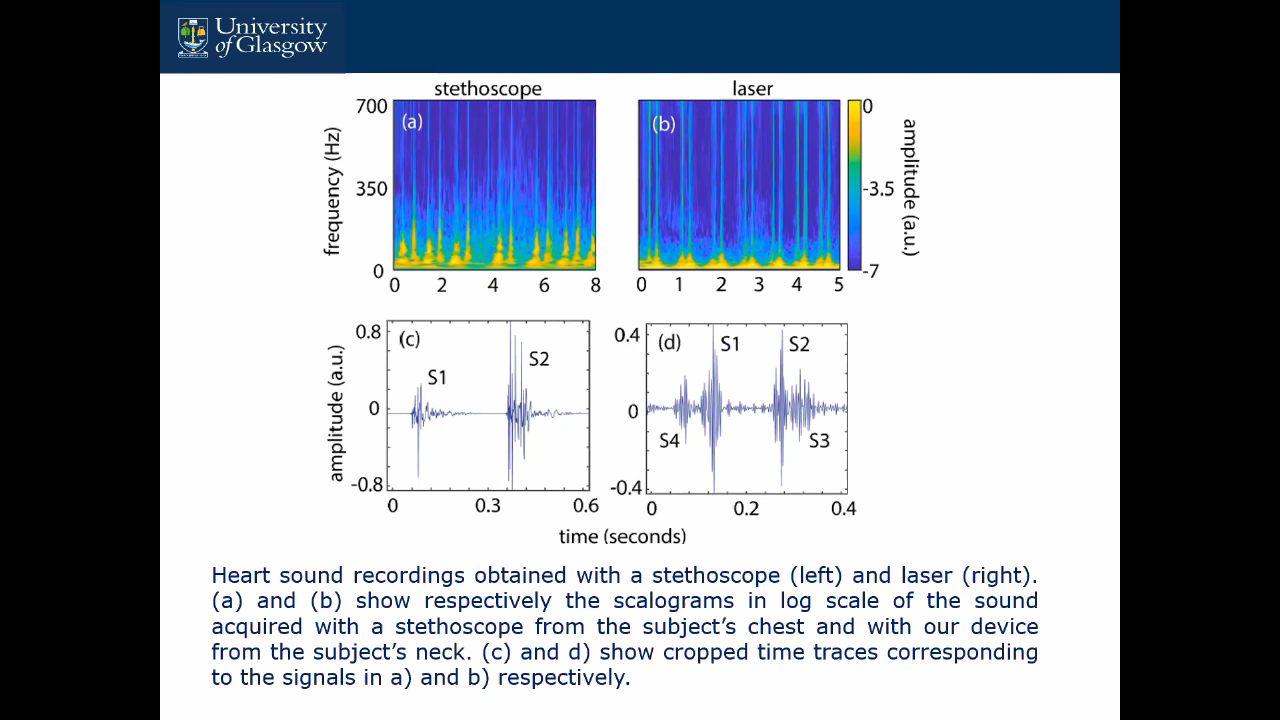 University
of Glasgow
stethoscope
laser
700
350
0
frequency (Hz)
(a)
0 2 4 6 8
(b)
0 1 2 3 4 5
0
-3.5
-7
amplitude (a.u.)
0.8
0
-0.8
amplitude (a.u.)
(c)
S1
S2
0 0.3 0.6
0.4
0
-0.4
(d)
S1
S2
S4
S3
0 0.2 0.4
time (seconds)
Heart sound recordings obtained with a stethoscope (left) and laser (right).
(a) and (b) show respectively the scalograms in log scale of the sound
acquired with a stethoscope from the subject’s chest and with our device
from the subject’s neck. (c) and d) show cropped time traces corresponding
to the signals in a) and b) respectively.